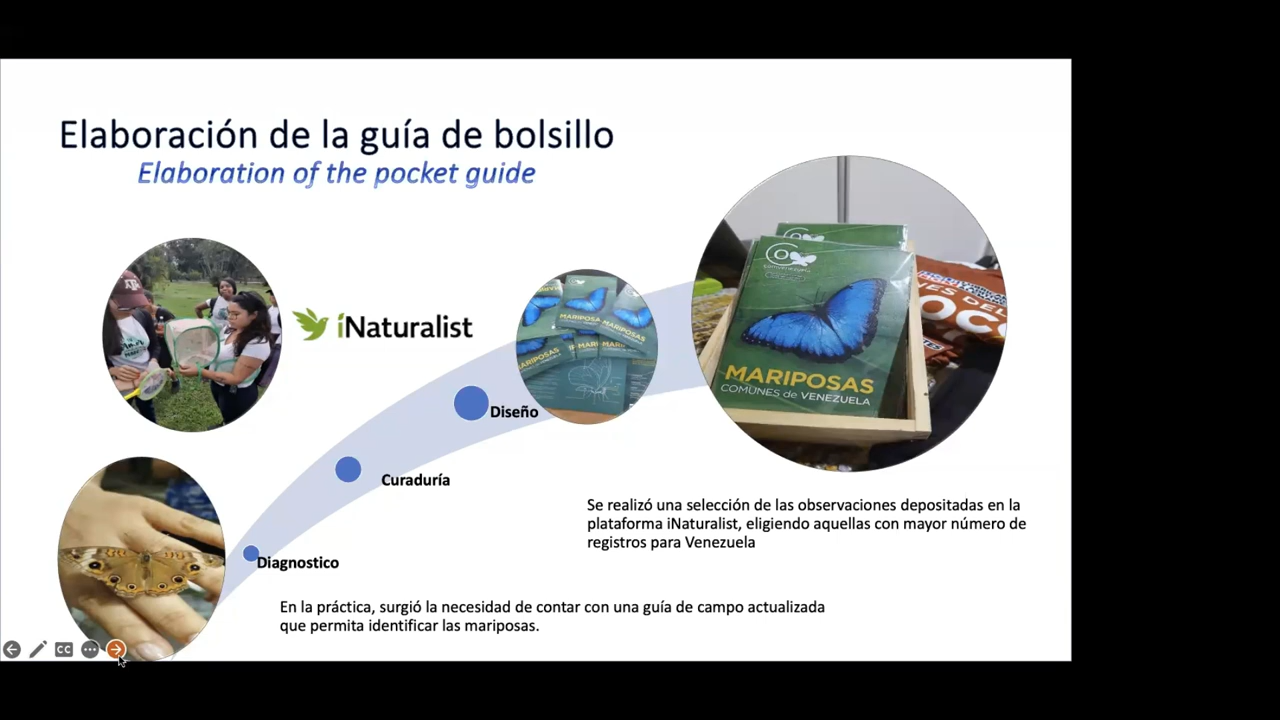 Elaboración de la guía de bolsillo
Elaboration of the pocket guide
iNaturalist
MARIPOSAS
COMUNES de VENEZUELA
Diseño
Curaduría
Diagnostico
Se realizó una selección de las observaciones depositadas en la
plataforma iNaturalist, eligiendo aquellas con mayor número de
registros para Venezuela
En la práctica, surgió la necesidad de contar con una guía de campo actualizada
que permita identificar las mariposas.
CC